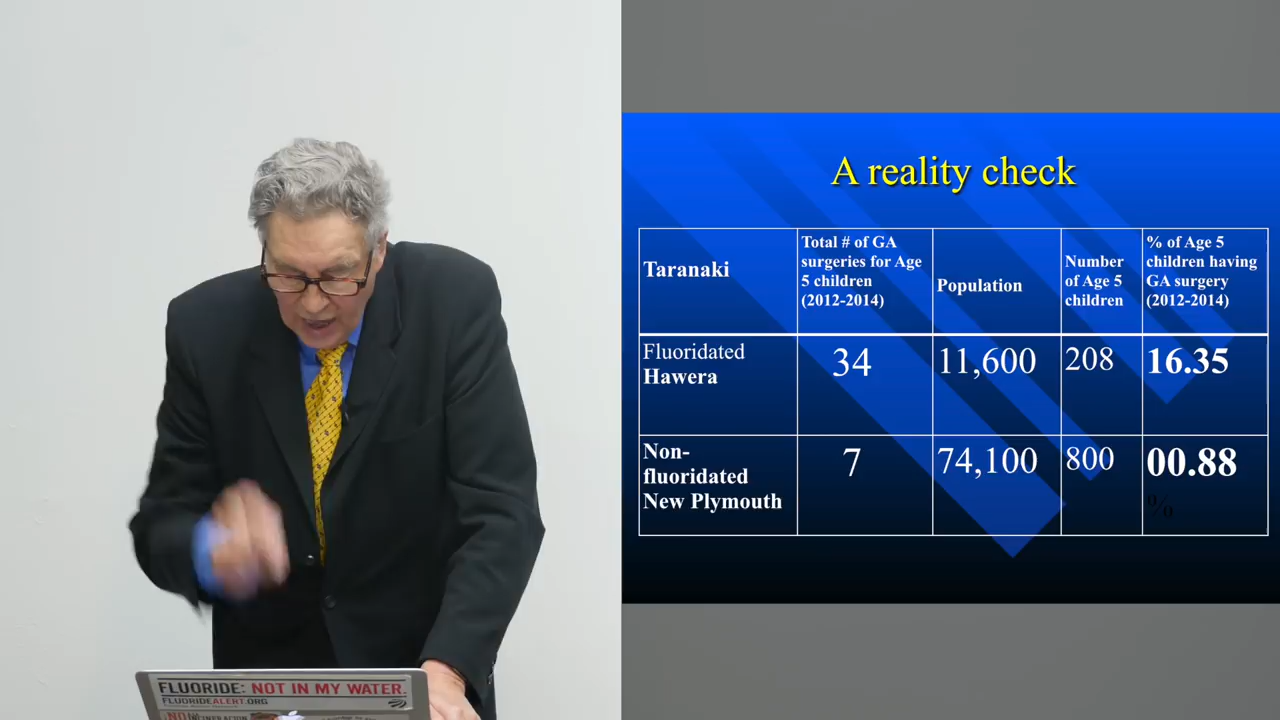 A reality check
Taranaki
Total # of GA
surgeries for Age
5 children
(2012-2014)
Population
Number
of Age 5
children
% of Age 5
children having
GA surgery
(2012-2014)
Fluoridated
Hawera
34
11,600
208
16.35
Non-
fluoridated
New Plymouth
7
74,100
800
00.88
%
FLUORIDE: NOT IN MY WATER.
FLUORIDEALERT.ORG